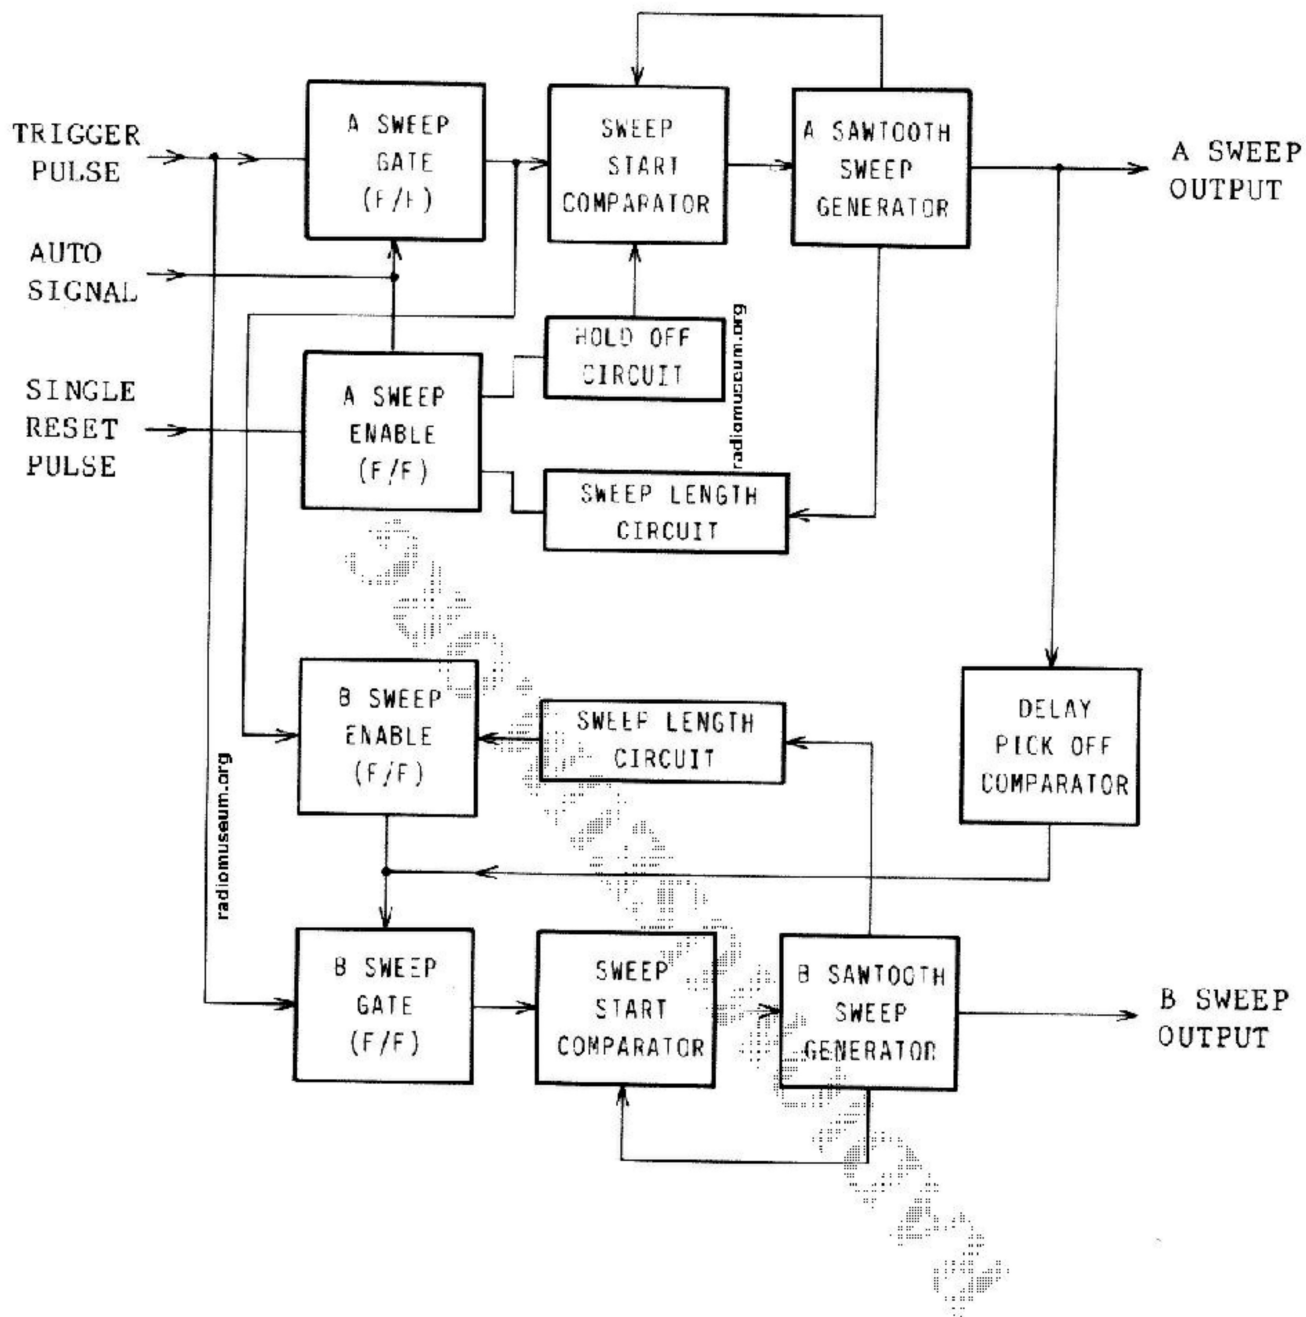 TRIGGER
PULSE
A SWEEP
GATE
(F/F)
SWEEP
START
COMPARATOR
A SAWTOOTH
SWEEP
GENERATOR
A SWEEP
OUTPUT
AUTO
SIGNAL
HOLD OFF
CIRCUIT
radiomuseum.org
SINGLE
RESET
PULSE
A SWEEP
ENABLE
(F/F)
SWEEP LENGTH
CIRCUIT
B SWEEP
ENABLE
(F/F)
SWEEP LENGTH
CIRCUIT
DELAY
PICK OFF
COMPARATOR
radiomuseum.org
B SWEEP
GATE
(F/F)
SWEEP
START
COMPARATOR
B SAWTOOTH
SWEEP
GENERATOR
B SWEEP
OUTPUT